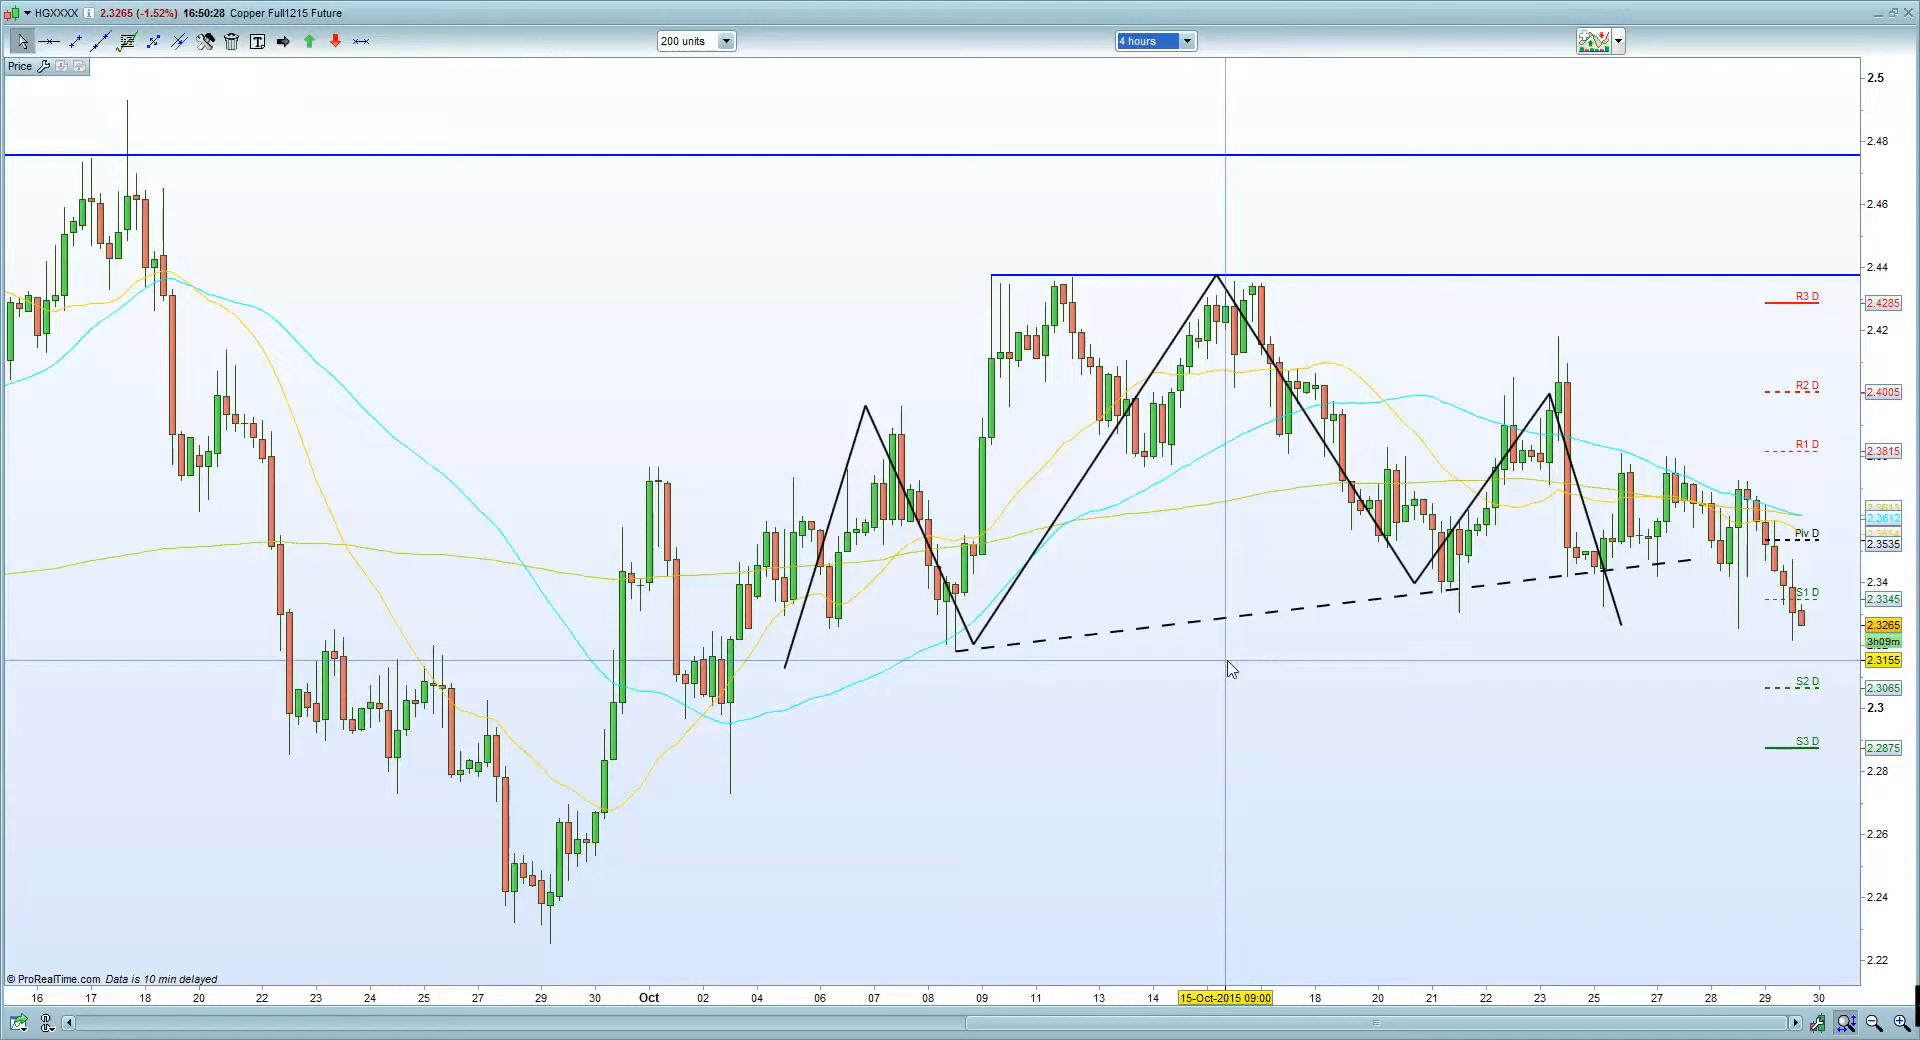 HGXXXX 2.3265 (-1.52%) 16:50:28 Copper Full1215 Future
200 units
4 hours
Price
2.5
2.48
2.46
2.44
R3 D
2.4285
2.42
R2 D
2.4005
R1 D
2.3815
2.3612
Piv D
2.3535
2.34
S1 D
2.3345
2.3265
3h09m
2.3155
S2 D
2.3065
2.3
S3 D
2.2875
2.28
2.26
2.24
2.22
© ProRealTime.com Data is 10 min delayed
16 17 18 20 22 23 24 25 27 29 30 Oct 02 04 06 07 08 09 11 13 14 15-Oct-2015 09:00 18 20 21 22 23 25 27 28 29 30